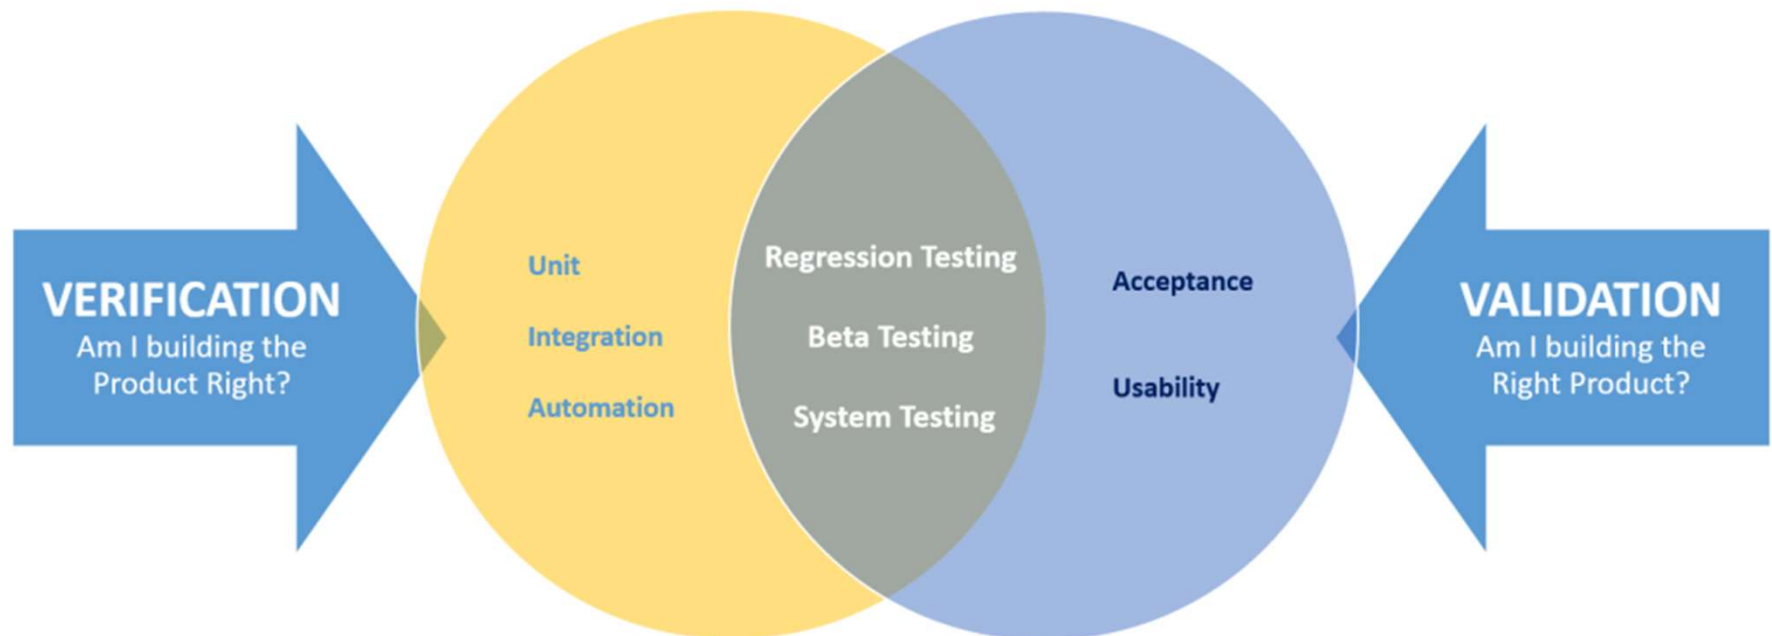 VERIFICATION
Am I building the
Product Right?
Unit
Integration
Automation
Regression Testing
Beta Testing
System Testing
Acceptance
Usability
VALIDATION
Am I building the
Right Product?